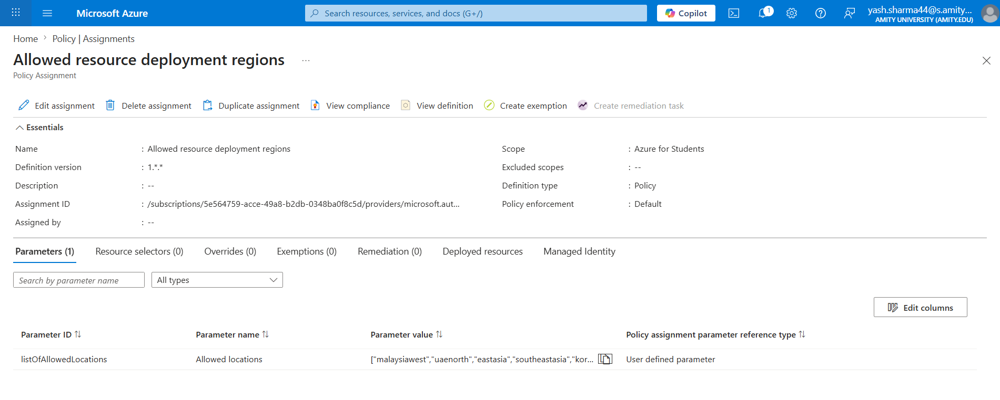 Microsoft Azure
Search resources, services, and docs (G+/)
Copilot
1
yash.sharma44@s.amity...
AMITY UNIVERSITY (AMITY.EDU)
Home > Policy | Assignments
Allowed resource deployment regions ...
Policy Assignment
Edit assignment Delete assignment Duplicate assignment View compliance View definition Create exemption Create remediation task
Essentials
Name : Allowed resource deployment regions
Scope : Azure for Students
Definition version : 1.*.*
Excluded scopes : --
Description : --
Definition type : Policy
Assignment ID : /subscriptions/5e564759-acce-49a8-b2db-0348ba0f8c5d/providers/microsoft.aut...
Policy enforcement : Default
Assigned by : --
Parameters (1) Resource selectors (0) Overrides (0) Exemptions (0) Remediation (0) Deployed resources Managed Identity
Search by parameter name All types
Edit columns
Parameter ID Parameter name Parameter value Policy assignment parameter reference type
listOfAllowedLocations Allowed locations ["malaysiawest","uaenorth","eastasia","southeastasia","kor... User defined parameter